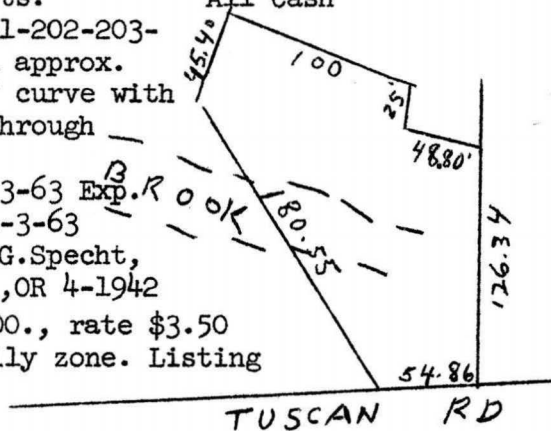 ts. All Cash
1-202-203-
approx.
curve with
hrough
3-63 Exp.
-3-63
G.Specht,
,OR 4-1942
00., rate $3.50
ly zone. Listing
45.40
100
25'
48.80'
BROOK
180.55
126.34
54.86
TUSCAN RD